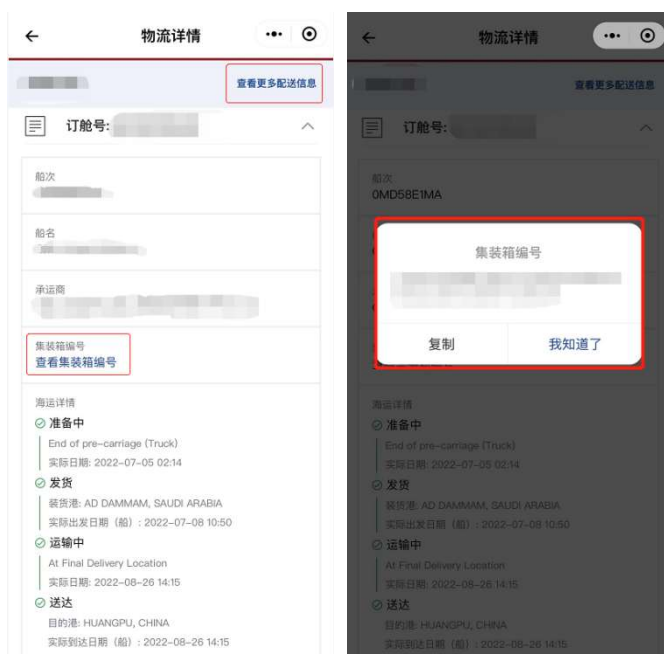 物流详情
查看更多配送信息
订舱号:
船次
船名
承运商
集装箱编号
查看集装箱编号
海运详情
准备中
End of pre-carriage (Truck)
实际日期: 2022-07-05 02:14
发货
装货港: AD DAMMAM, SAUDI ARABIA
实际出发日期（船）: 2022-07-08 10:50
运输中
At Final Delivery Location
实际日期: 2022-08-26 14:15
送达
目的港: HUANGPU, CHINA
实际到达日期（船）: 2022-08-26 14:15
物流详情
查看更多配送信息
订舱号:
船次
0MD58E1MA
集装箱编号
复制
我知道了
海运详情
准备中
End of pre-carriage (Truck)
实际日期: 2022-07-05 02:14
发货
装货港: AD DAMMAM, SAUDI ARABIA
实际出发日期（船）: 2022-07-08 10:50
运输中
At Final Delivery Location
实际日期: 2022-08-26 14:15
送达
目的港: HUANGPU, CHINA
实际到达日期（船）: 2022-08-26 14:15